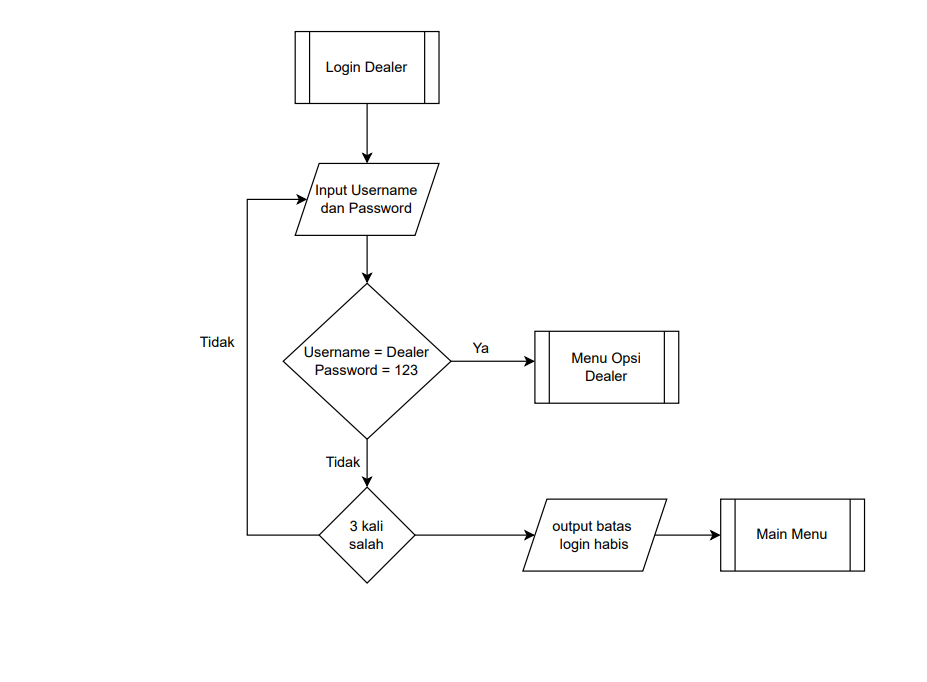 Login Dealer
Input Username
dan Password
Tidak
Username = Dealer
Password = 123
Ya
Menu Opsi
Dealer
Tidak
3 kali
salah
output batas
login habis
Main Menu